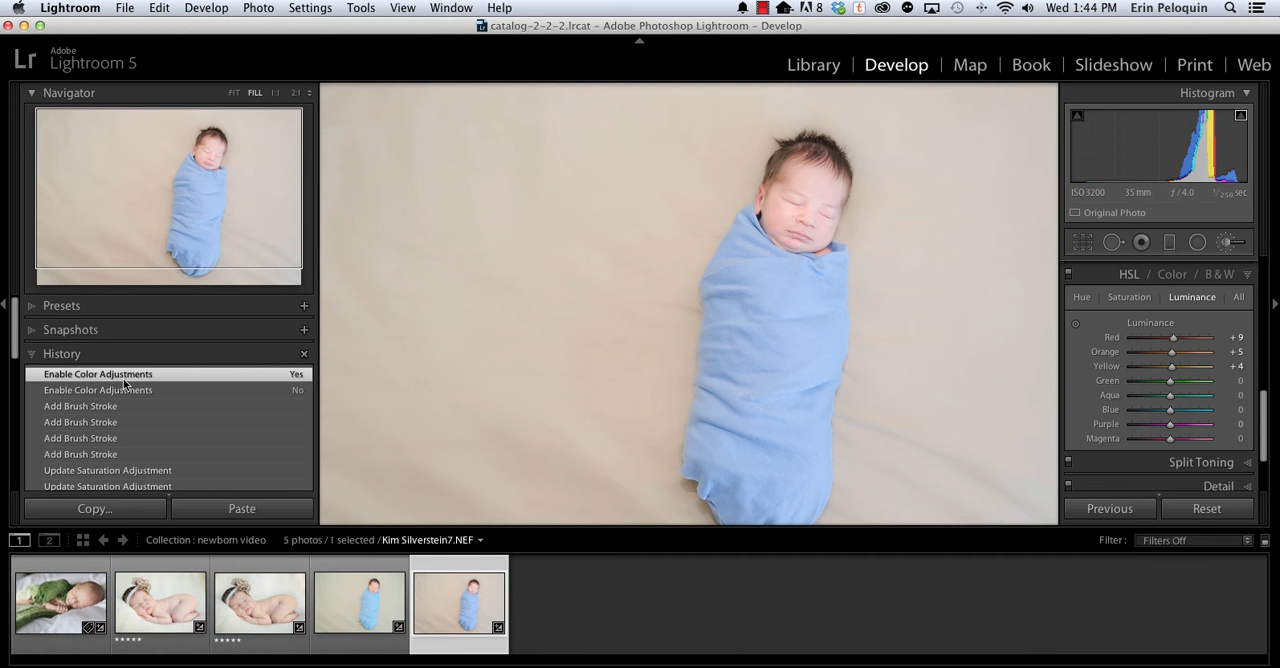 Lightroom File Edit Develop Photo Settings Tools View Window Help 8 Wed 1:44 PM Erin Peloquin
catalog-2-2-2.lrcat – Adobe Photoshop Lightroom – Develop
Lr Adobe
Lightroom 5
Library | Develop | Map | Book | Slideshow | Print | Web
Navigator FIT FILL 1:1 2:1
Histogram
ISO 3200 35 mm f / 4.0 1/250 sec
Original Photo
HSL / Color / B & W
Hue Saturation Luminance All
Luminance
Red + 9
Orange + 5
Yellow + 4
Green 0
Aqua 0
Blue 0
Purple 0
Magenta 0
Split Toning
Detail
Previous Reset
Presets
Snapshots
History
Enable Color Adjustments Yes
Enable Color Adjustments No
Add Brush Stroke
Add Brush Stroke
Add Brush Stroke
Add Brush Stroke
Update Saturation Adjustment
Update Saturation Adjustment
Copy... Paste
1 2 Collection : newborn video 5 photos / 1 selected / Kim Silverstein7.NEF Filter : Filters Off